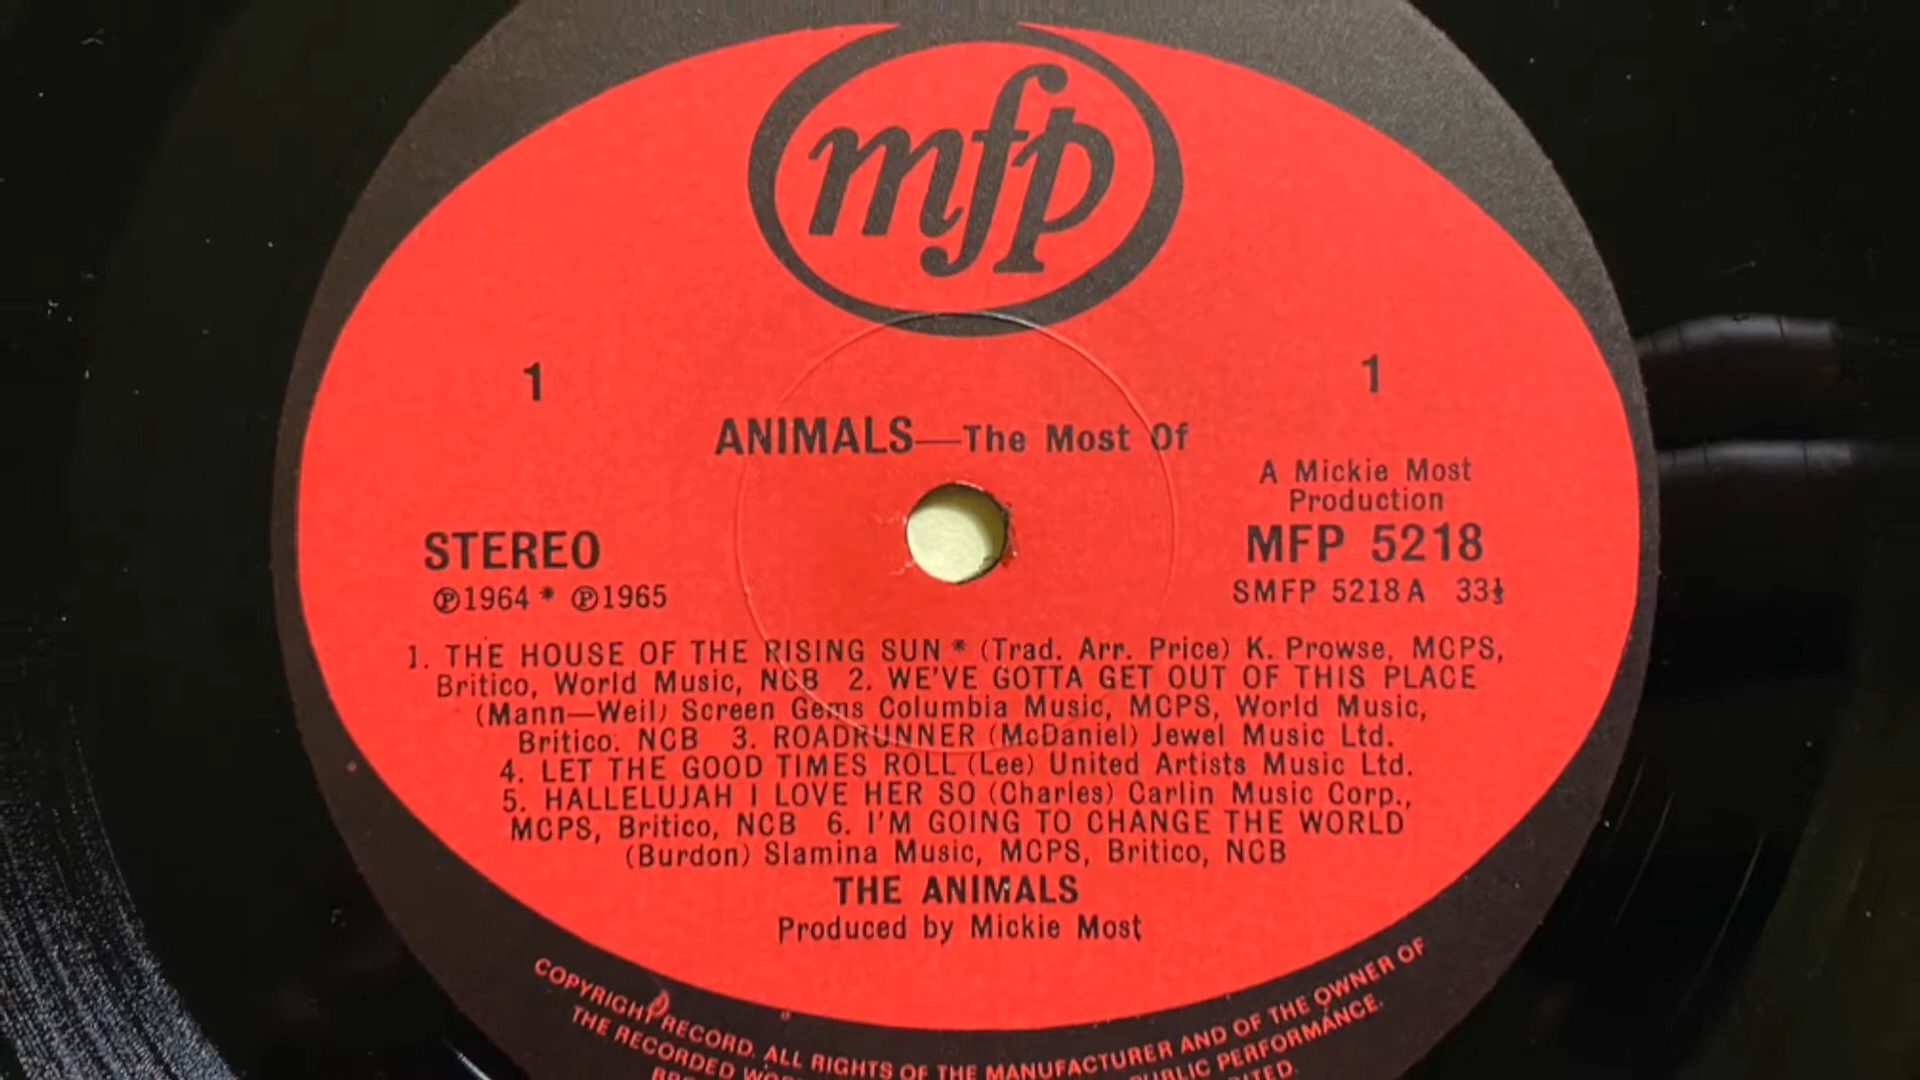 mfp
1 1
ANIMALS—The Most Of
A Mickie Most
Production
STEREO MFP 5218
Ⓟ1964 * Ⓟ1965 SMFP 5218A 33⅓
1. THE HOUSE OF THE RISING SUN * (Trad. Arr. Price) K. Prowse, MCPS,
Britico, World Music, NCB 2. WE'VE GOTTA GET OUT OF THIS PLACE
(Mann—Weil) Screen Gems Columbia Music, MCPS, World Music,
Britico. NCB 3. ROADRUNNER (McDaniel) Jewel Music Ltd.
4. LET THE GOOD TIMES ROLL (Lee) United Artists Music Ltd.
5. HALLELUJAH I LOVE HER SO (Charles) Carlin Music Corp.,
MCPS, Britico, NCB 6. I'M GOING TO CHANGE THE WORLD
(Burdon) Slamina Music, MCPS, Britico, NCB
THE ANIMALS
Produced by Mickie Most
COPYRIGHT RECORD. ALL RIGHTS OF THE MANUFACTURER AND OF THE OWNER OF
THE RECORDED PUBLIC PERFORMANCE.